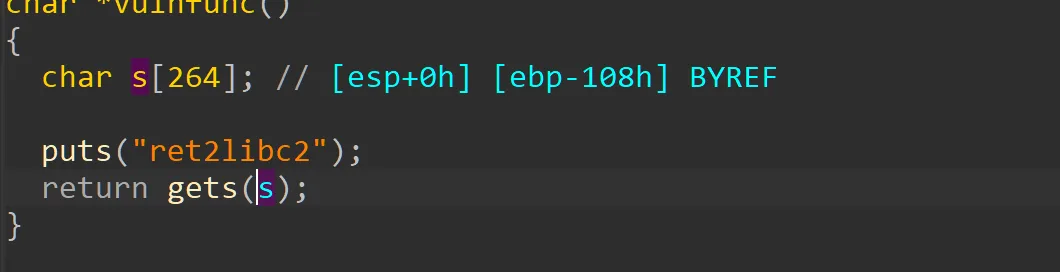 char *vulnfunc()
{
char s[264]; // [esp+0h] [ebp-108h] BYREF
puts("ret2libc2");
return gets(s);
}